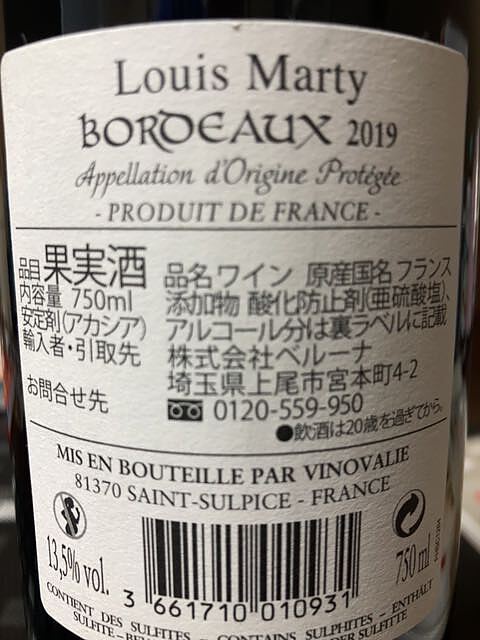 Louis Marty
BORDEAUX 2019
Appellation d'Origine Protégée
- PRODUIT DE FRANCE -
品目 果実酒 品名 ワイン 原産国名 フランス
内容量 750ml 添加物 酸化防止剤(亜硫酸塩)、
安定剤(アカシア) アルコール分は裏ラベルに記載
輸入者・引取先 株式会社ベルーナ
埼玉県上尾市宮本町4-2
お問合せ先 0120-559-950
●飲酒は20歳を過ぎてから。
MIS EN BOUTEILLE PAR VINOVALIE
81370 SAINT-SULPICE - FRANCE
13,5% vol.
750 ml
3 661710 010931
CONTIENT DES SULFITES - CONTAINS SULPHITES - ENTHÄLT
SULFITE